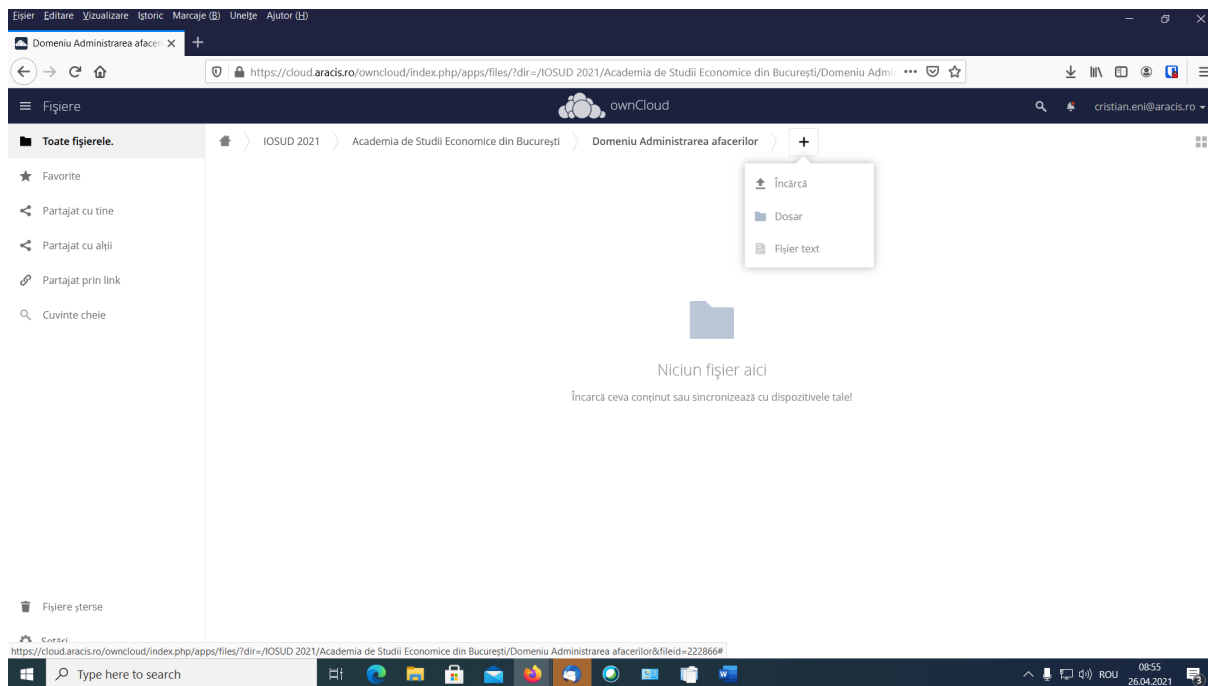 Fișier Editare Vizualizare Istoric Marcaje (B) Unelte Ajutor (H)
Domeniu Administrarea afaceri
https://cloud.aracis.ro/owncloud/index.php/apps/files/?dir=/IOSUD 2021/Academia de Studii Economice din București/Domeniu Admi
Fișiere
ownCloud
cristian.eni@aracis.ro
Toate fișierele.
IOSUD 2021
Academia de Studii Economice din București
Domeniu Administrarea afacerilor
+
Favorite
Încărcă
Partajat cu tine
Dosar
Partajat cu alții
Fișier text
Partajat prin link
Cuvinte cheie
Niciun fișier aici
Încarcă ceva conținut sau sincronizează cu dispozitivele tale!
Fișiere șterse
Setări
https://cloud.aracis.ro/owncloud/index.php/apps/files/?dir=/IOSUD 2021/Academia de Studii Economice din București/Domeniu Administrarea afacerilor&fileid=222866#
Type here to search
ROU
08:55
26.04.2021
3